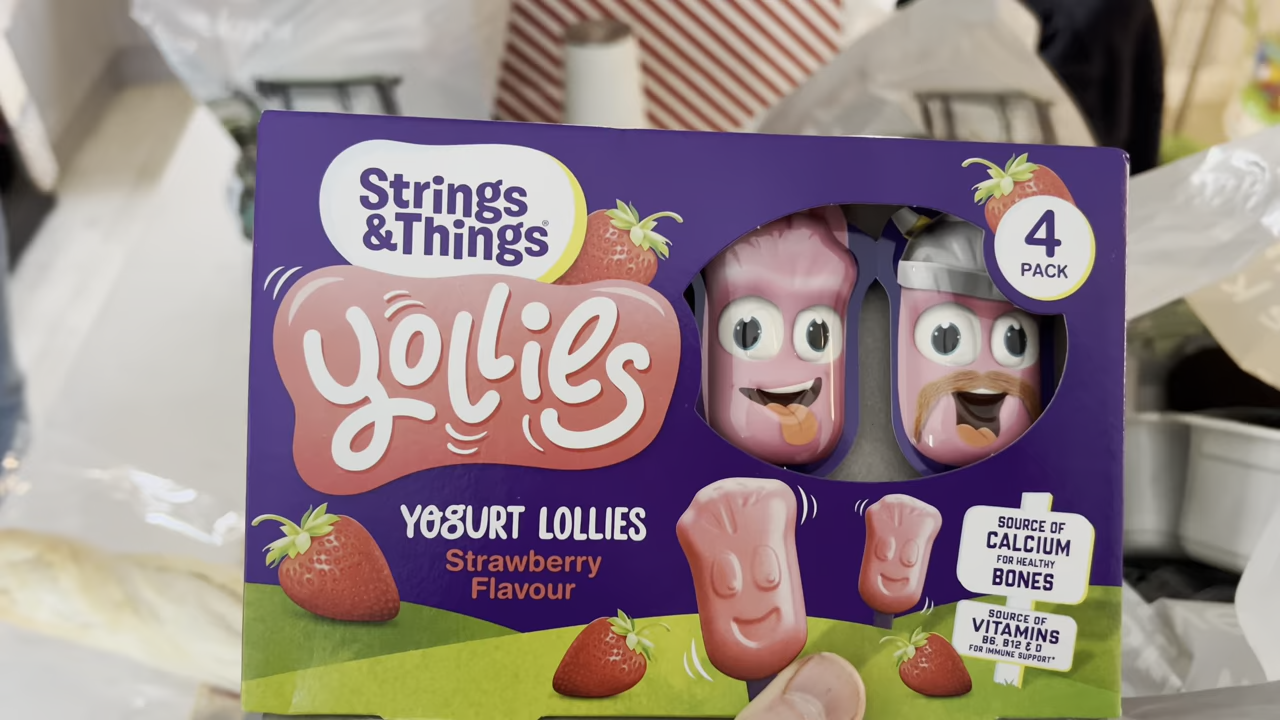 Strings
&Things®
yollies
YOGURT LOLLIES
Strawberry
Flavour
4
PACK
SOURCE OF
CALCIUM
FOR HEALTHY
BONES
SOURCE OF
VITAMINS
B6, B12 & D
FOR IMMUNE SUPPORT*